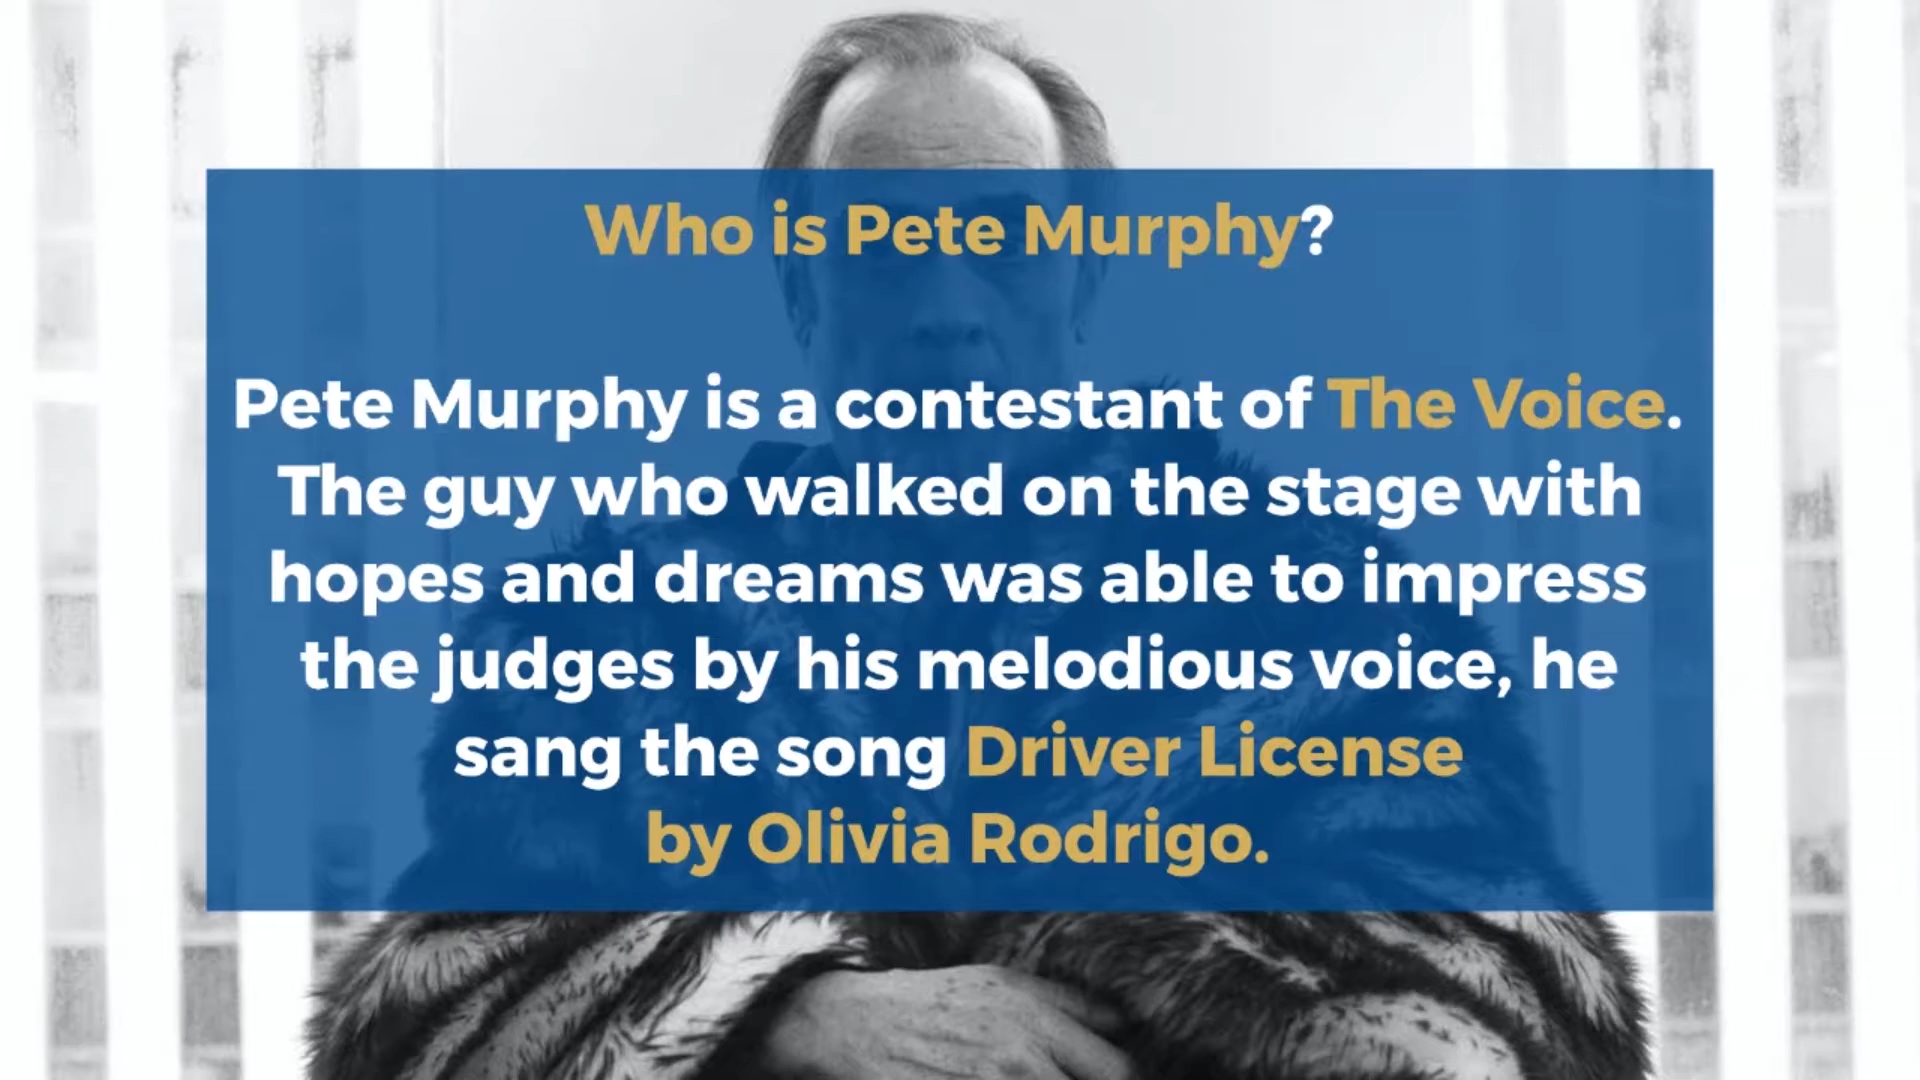 Who is Pete Murphy?
Pete Murphy is a contestant of The Voice.
The guy who walked on the stage with
hopes and dreams was able to impress
the judges by his melodious voice, he
sang the song Driver License
by Olivia Rodrigo.